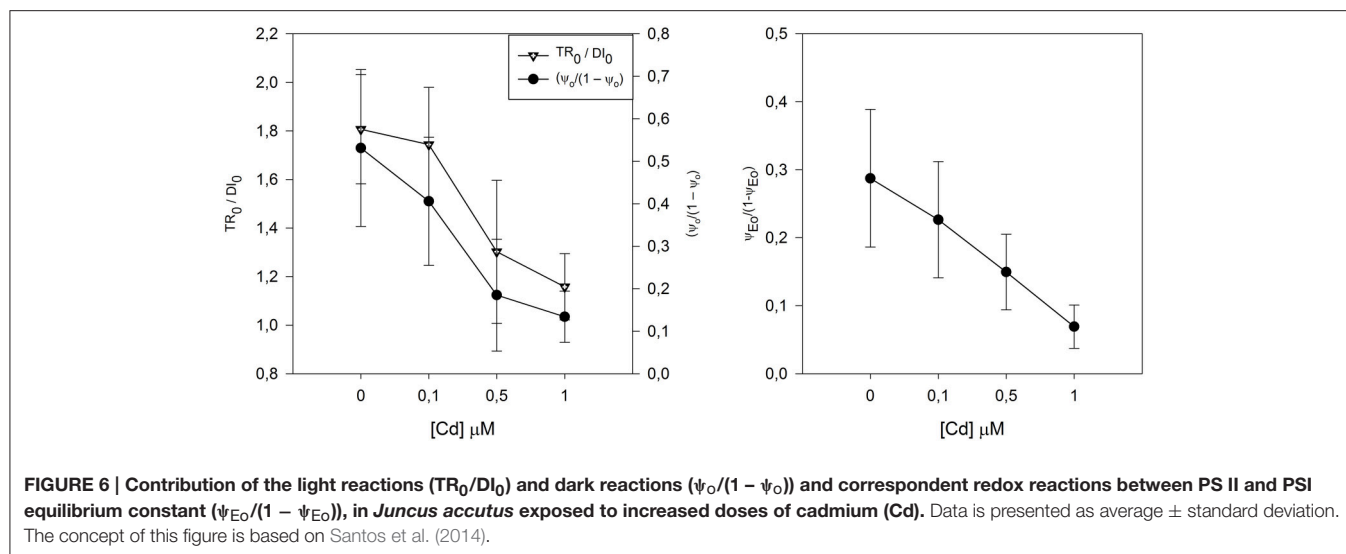 2,2
2,0
1,8
1,6
1,4
1,2
1,0
0,8
TR₀ / DI₀
0 0,1 0,5 1
[Cd] μM
TR₀ / DI₀
(ψₒ/(1 − ψₒ)
0,8
0,7
0,6
0,5
0,4
0,3
0,2
0,1
0,0
(ψₒ/(1 − ψₒ)
0,5
0,4
0,3
0,2
0,1
0,0
ψEo/(1-ψEo)
0 0,1 0,5 1
[Cd] μM
FIGURE 6 | Contribution of the light reactions (TR₀/DI₀) and dark reactions (ψₒ/(1 − ψₒ)) and correspondent redox reactions between PS II and PSI
equilibrium constant (ψEo/(1 − ψEo)), in Juncus accutus exposed to increased doses of cadmium (Cd). Data is presented as average ± standard deviation.
The concept of this figure is based on Santos et al. (2014).